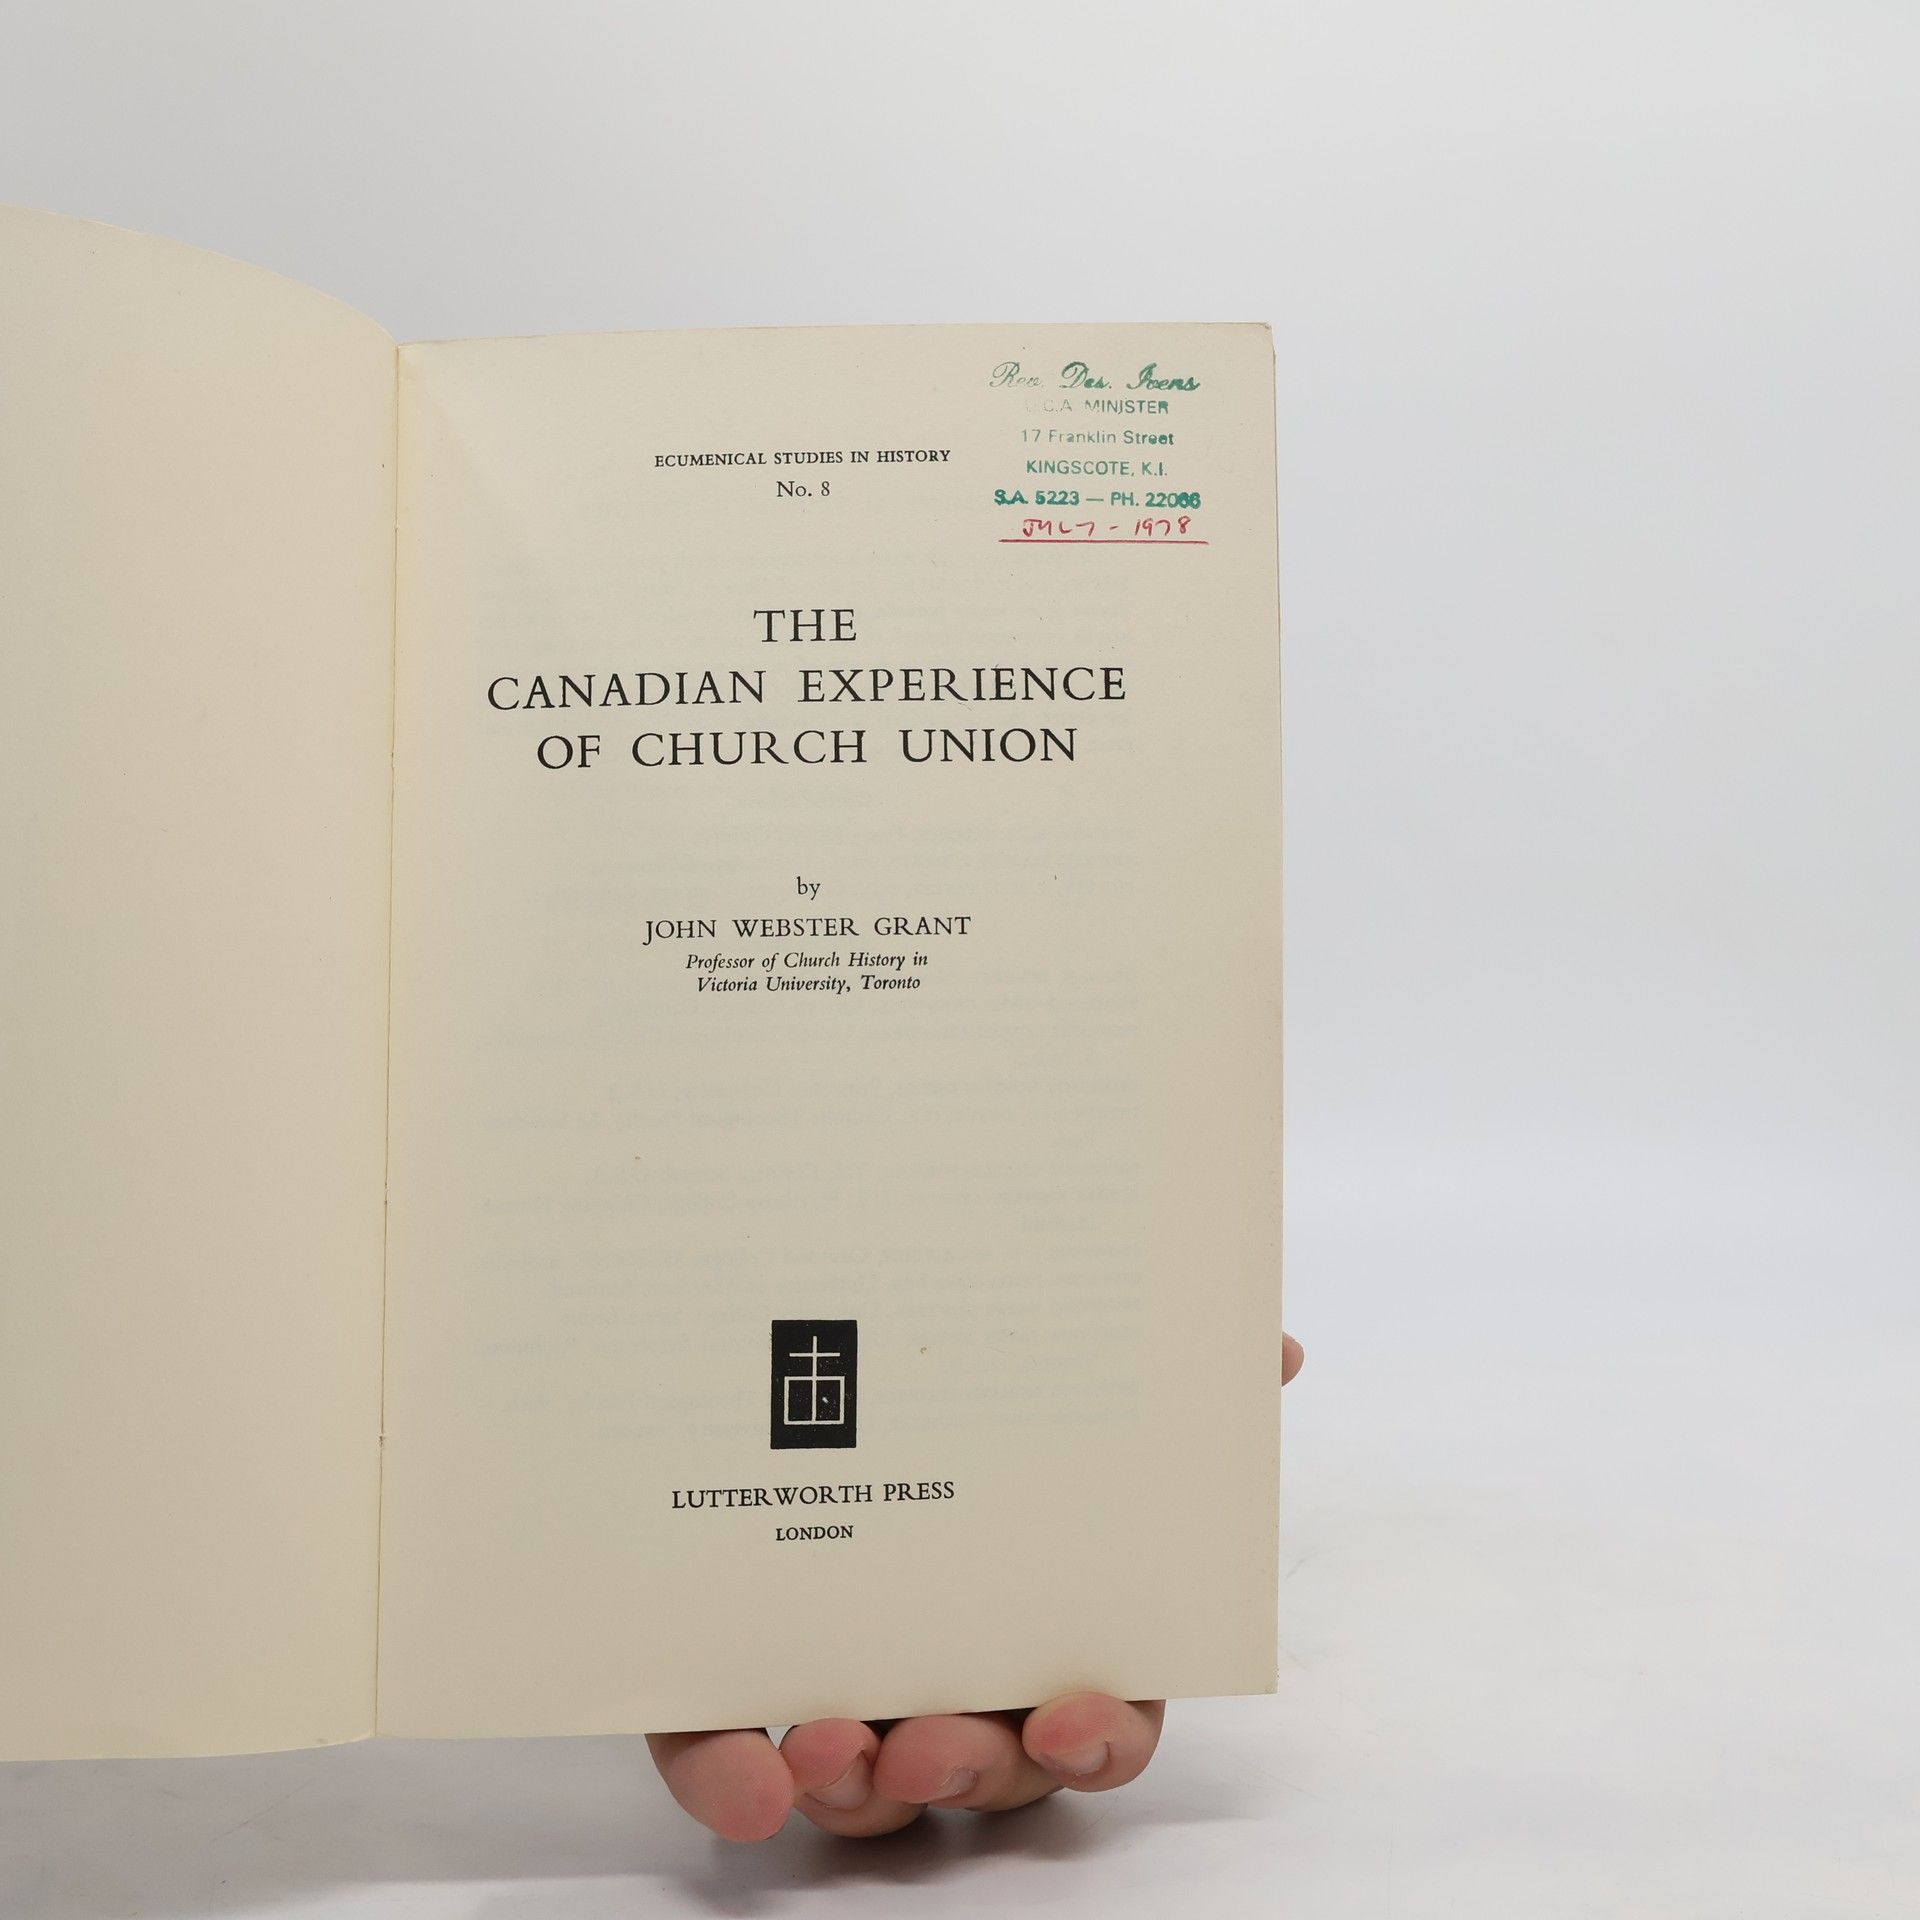 Rev. Des. Ivens
U.C.A. MINISTER
17 Franklin Street
KINGSCOTE, K.I.
S.A. 5223 — PH. 22066
JULY - 1978
ECUMENICAL STUDIES IN HISTORY
No. 8
THE
CANADIAN EXPERIENCE
OF CHURCH UNION
by
JOHN WEBSTER GRANT
Professor of Church History in
Victoria University, Toronto
LUTTERWORTH PRESS
LONDON